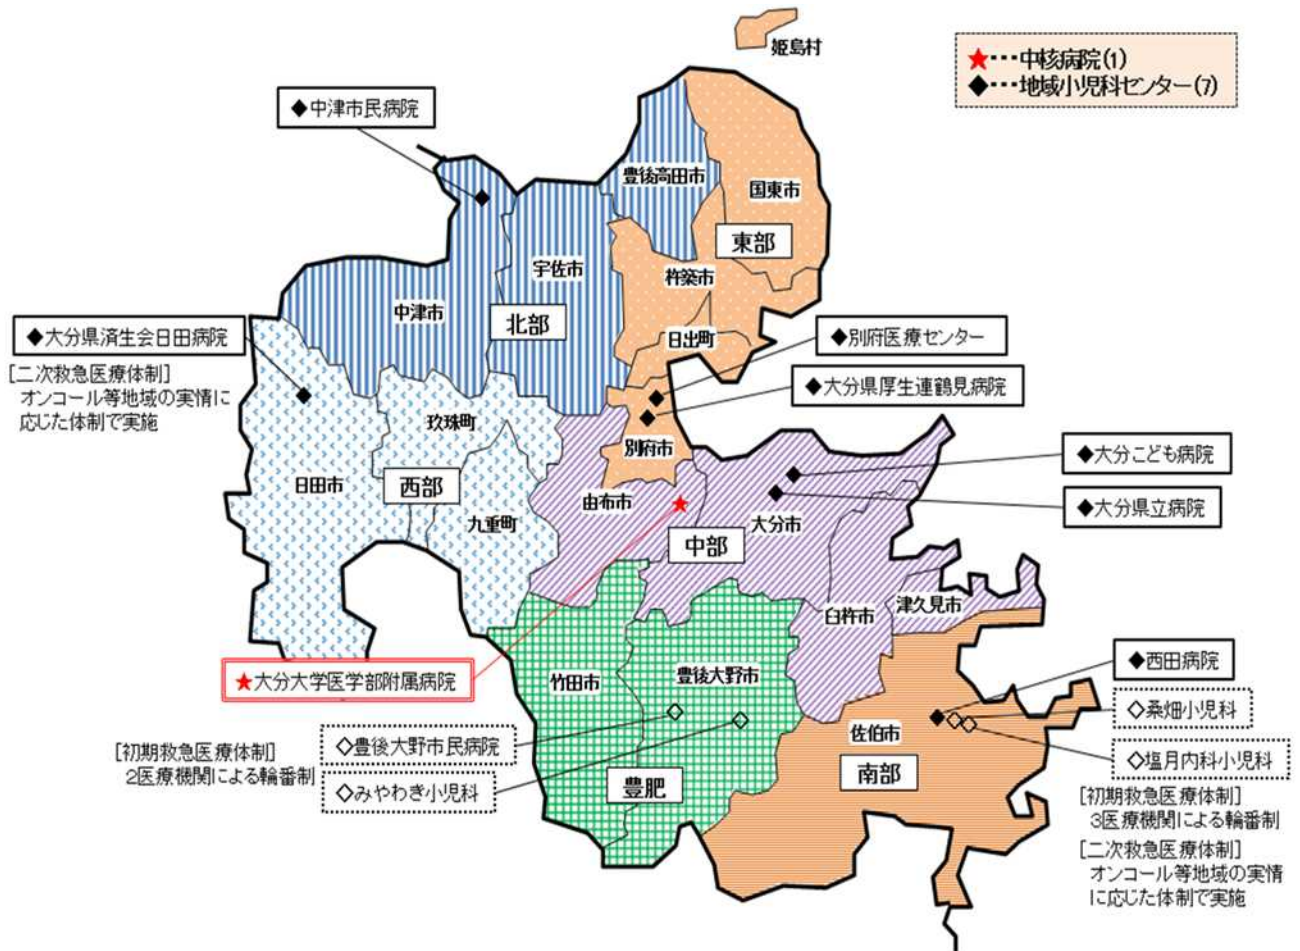 姫島村
★･･･中核病院(1)
◆･･･地域小児科センター(7)
◆中津市民病院
豊後高田市
国東市
東部
宇佐市
杵築市
中津市
北部
日出町
◆大分県済生会日田病院
[二次救急医療体制]
オンコール等地域の実情に
応じた体制で実施
◆別府医療センター
◆大分県厚生連鶴見病院
玖珠町
別府市
日田市
西部
九重町
由布市
大分市
中部
◆大分こども病院
◆大分県立病院
臼杵市
津久見市
★大分大学医学部附属病院
竹田市
豊後大野市
豊肥
◇豊後大野市民病院
◇みやわき小児科
[初期救急医療体制]
2医療機関による輪番制
佐伯市
南部
◆西田病院
◇桑畑小児科
◇塩月内科小児科
[初期救急医療体制]
3医療機関による輪番制
[二次救急医療体制]
オンコール等地域の実情
に応じた体制で実施